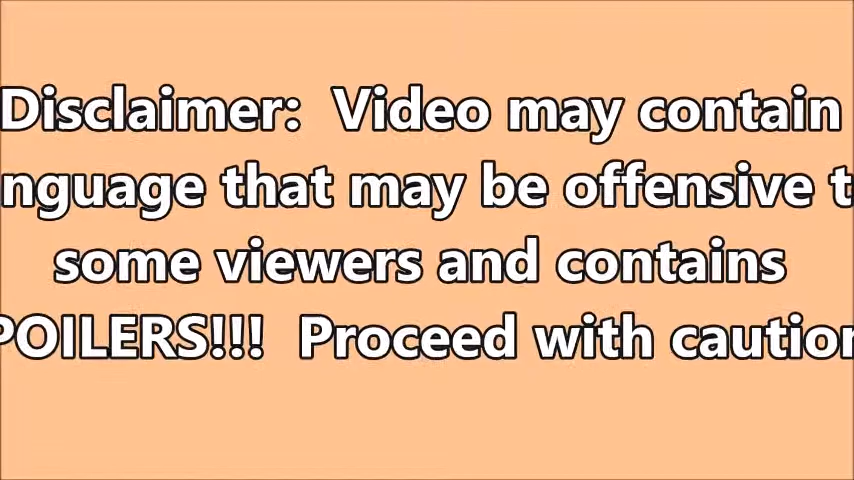 Disclaimer: Video may contain
nguage that may be offensive t
some viewers and contains
POILERS!!! Proceed with caution